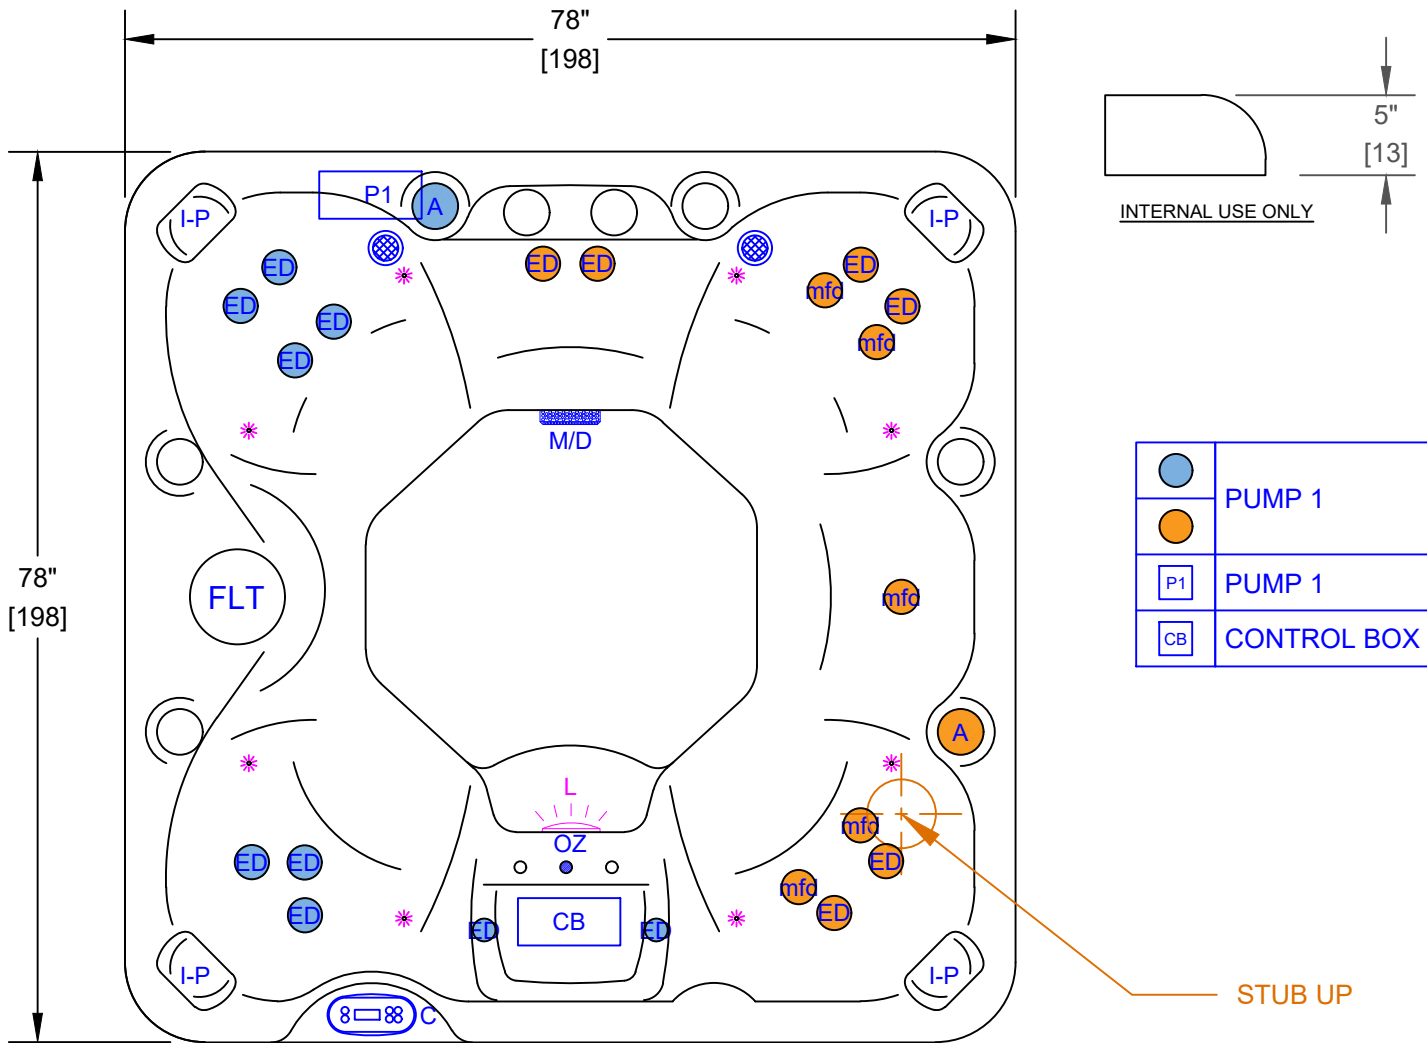 78"
[198]
5"
[13]
INTERNAL USE ONLY
P1
A
I-P
I-P
ED
ED
ED
ED
ED
ED
ED
mfd
ED
mfd
M/D
PUMP 1
P1
PUMP 1
CB
CONTROL BOX
78"
[198]
FLT
mfd
A
L
OZ
mfd
ED
ED
ED
mfd
ED
ED
ED
CB
ED
I-P
I-P
C
STUB UP